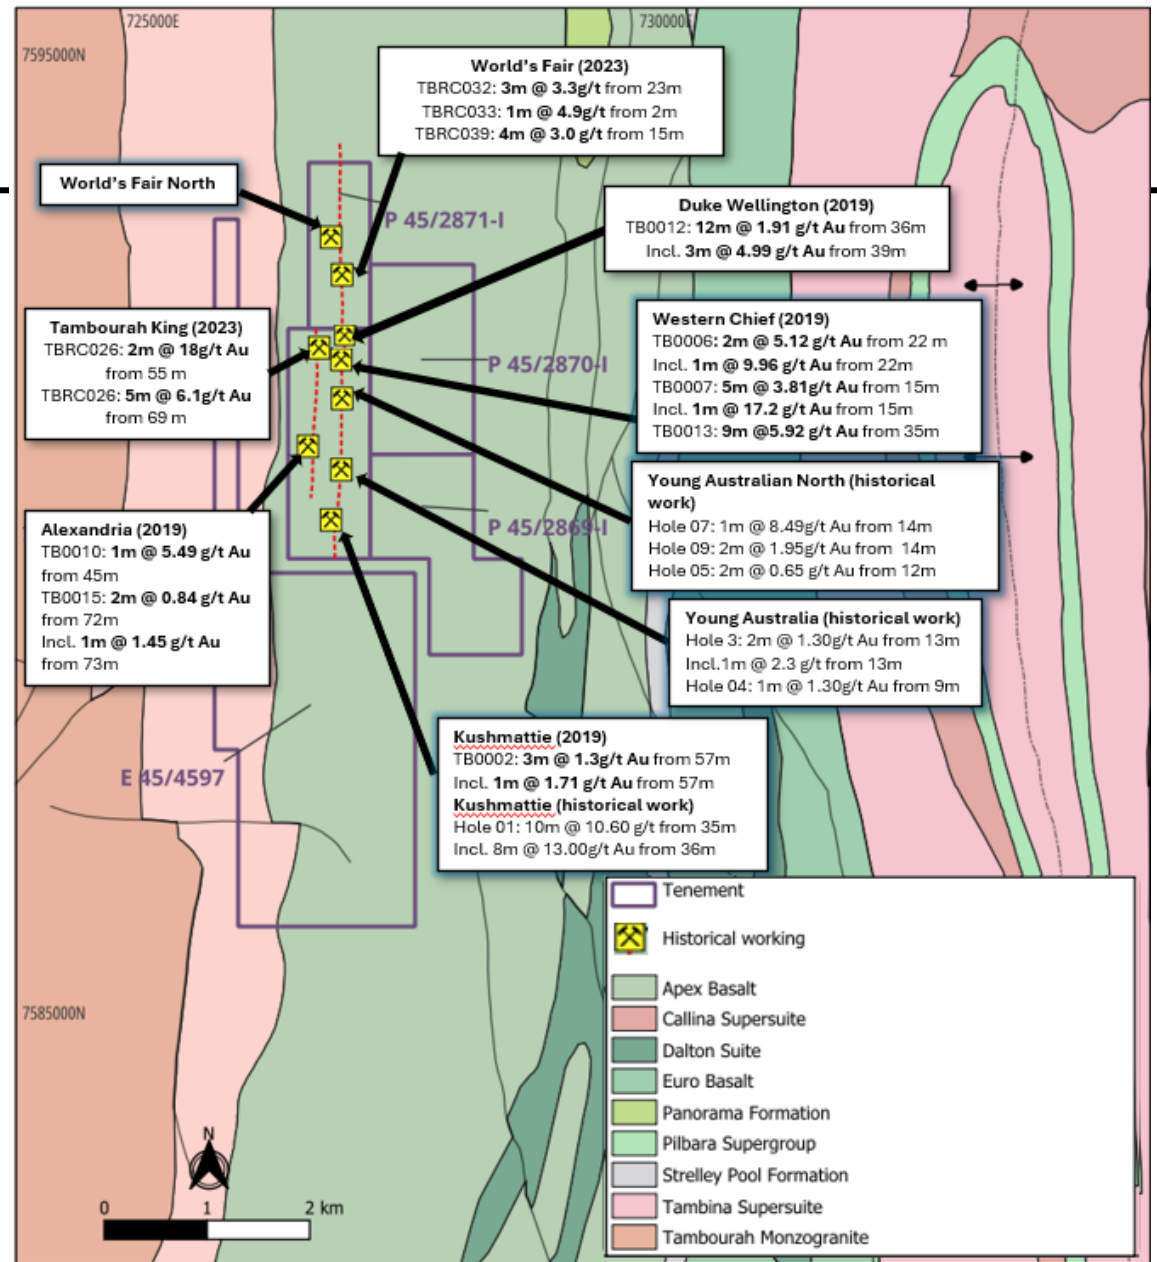 725000E
730000E
7595000N
World's Fair (2023)
TBRC032: 3m @ 3.3g/t from 23m
TBRC033: 1m @ 4.9g/t from 2m
TBRC039: 4m @ 3.0 g/t from 15m
World's Fair North
P 45/2871-I
Duke Wellington (2019)
TB0012: 12m @ 1.91 g/t Au from 36m
Incl. 3m @ 4.99 g/t Au from 39m
Tambourah King (2023)
TBRC026: 2m @ 18g/t Au
from 55 m
TBRC026: 5m @ 6.1g/t Au
from 69 m
P 45/2870-I
Western Chief (2019)
TB0006: 2m @ 5.12 g/t Au from 22 m
Incl. 1m @ 9.96 g/t Au from 22m
TB0007: 5m @ 3.81g/t Au from 15m
Incl. 1m @ 17.2 g/t Au from 15m
TB0013: 9m @5.92 g/t Au from 35m
Young Australian North (historical
work)
Hole 07: 1m @ 8.49g/t Au from 14m
Hole 09: 2m @ 1.95g/t Au from 14m
Hole 05: 2m @ 0.65 g/t Au from 12m
P 45/2869-I
Alexandria (2019)
TB0010: 1m @ 5.49 g/t Au
from 45m
TB0015: 2m @ 0.84 g/t Au
from 72m
Incl. 1m @ 1.45 g/t Au
from 73m
Young Australia (historical work)
Hole 3: 2m @ 1.30g/t Au from 13m
Incl.1m @ 2.3 g/t from 13m
Hole 04: 1m @ 1.30g/t Au from 9m
Kushmattie (2019)
TB0002: 3m @ 1.3g/t Au from 57m
Incl. 1m @ 1.71 g/t Au from 57m
Kushmattie (historical work)
Hole 01: 10m @ 10.60 g/t from 35m
Incl. 8m @ 13.00g/t Au from 36m
E 45/4597
7585000N
Tenement
Historical working
Apex Basalt
Callina Supersuite
Dalton Suite
Euro Basalt
Panorama Formation
Pilbara Supergroup
Strelley Pool Formation
Tambina Supersuite
Tambourah Monzogranite
N
0 1 2 km